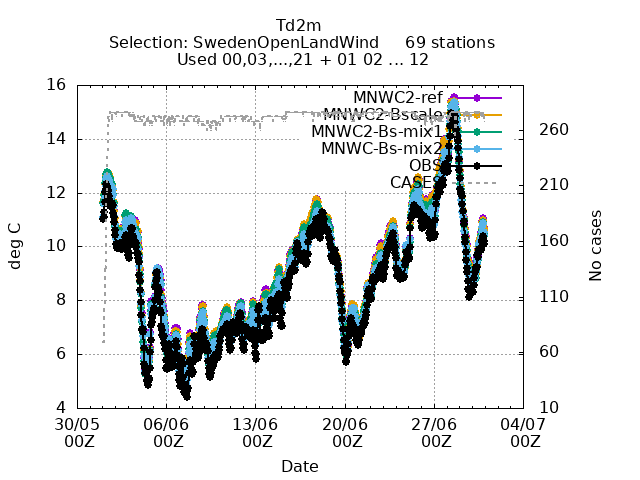 Td2m
Selection: SwedenOpenLandWind 69 stations
Used 00,03,...,21 + 01 02 ... 12
MNWC2-ref
MNWC2-Bscale
MNWC2-Bs-mix1
MNWC-Bs-mix2
OBS
CASES
16
14
12
10
8
6
4
deg C
260
210
160
110
60
10
No cases
30/05 06/06 13/06 20/06 27/06 04/07
00Z 00Z 00Z 00Z 00Z 00Z
Date